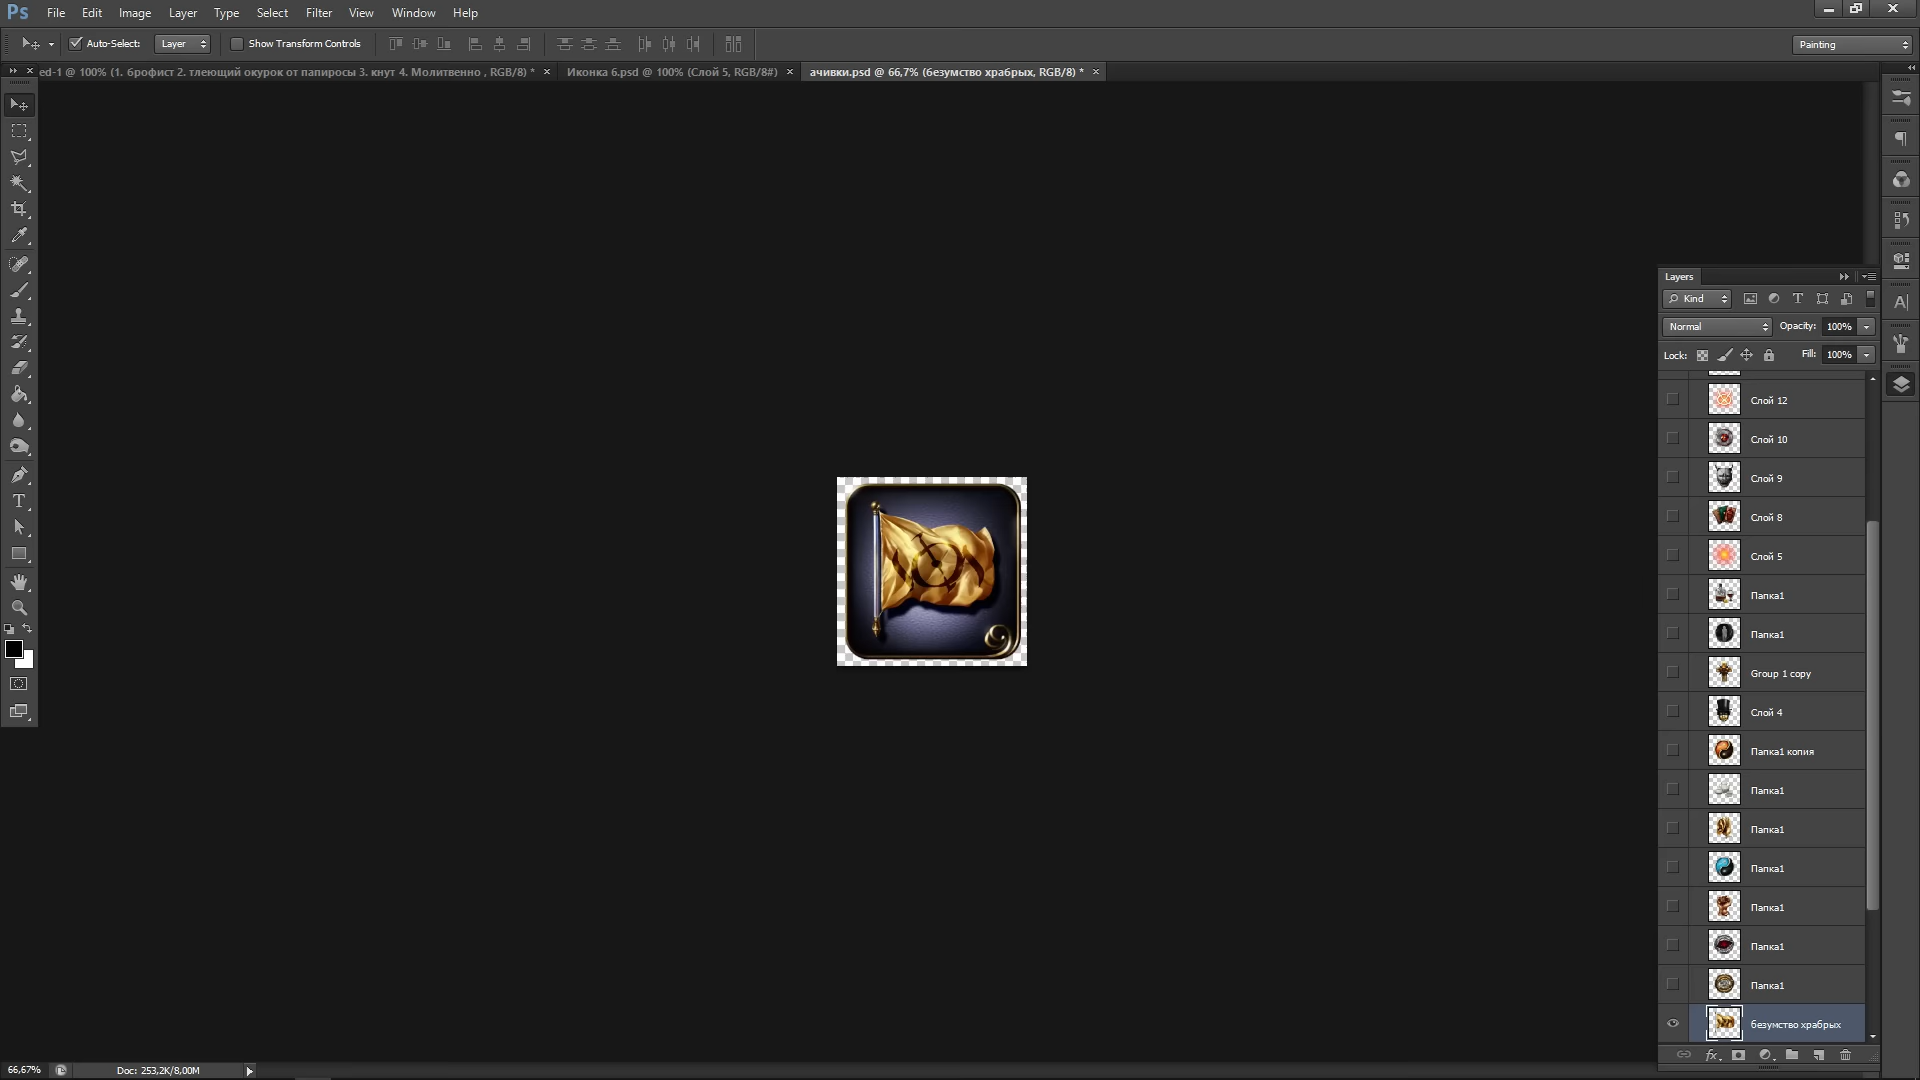 Ps File Edit Image Layer Type Select Filter View Window Help
Auto-Select: Layer Show Transform Controls Painting
ed-1 @ 100% (1. брофист 2. тлеющий окурок от папиросы 3. кнут 4. Молитвенно , RGB/8) * Иконка 6.psd @ 100% (Слой 5, RGB/8#) ачивки.psd @ 66,7% (безумство храбрых, RGB/8) *
Layers
Kind
Normal Opacity: 100%
Lock: Fill: 100%
Слой 12
Слой 10
Слой 9
Слой 8
Слой 5
Папка1
Папка1
Group 1 copy
Слой 4
Папка1 копия
Папка1
Папка1
Папка1
Папка1
Папка1
Папка1
безумство храбрых
66,67% Doc: 253,2K/8,00M